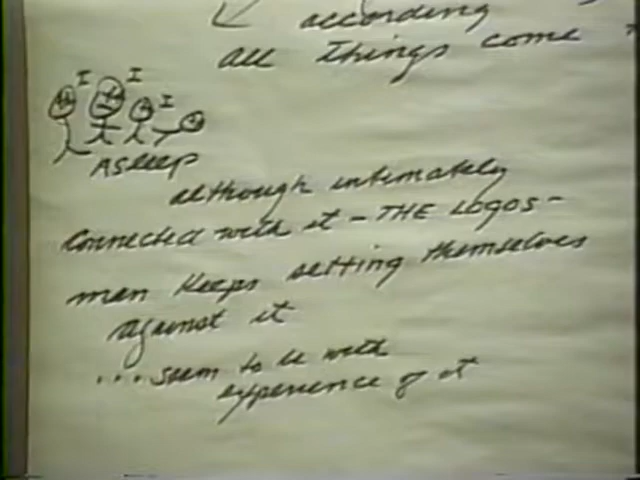 according
all things come
I I I
Asleep
although intimately
connected with it - THE LOGOS -
man keeps setting themselves
against it
... seem to be with
experience of it